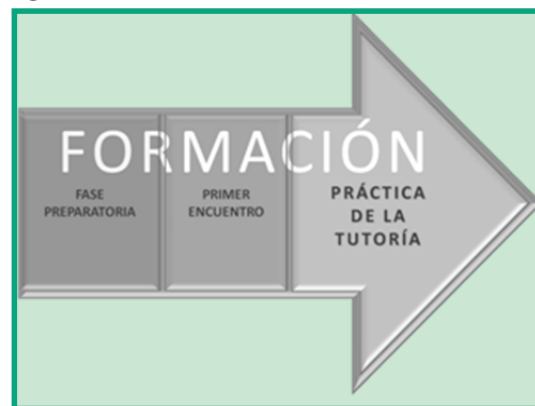 FORMACIÓN
FASE
PREPARATORIA
PRIMER
ENCUENTRO
PRÁCTICA
DE LA
TUTORÍA